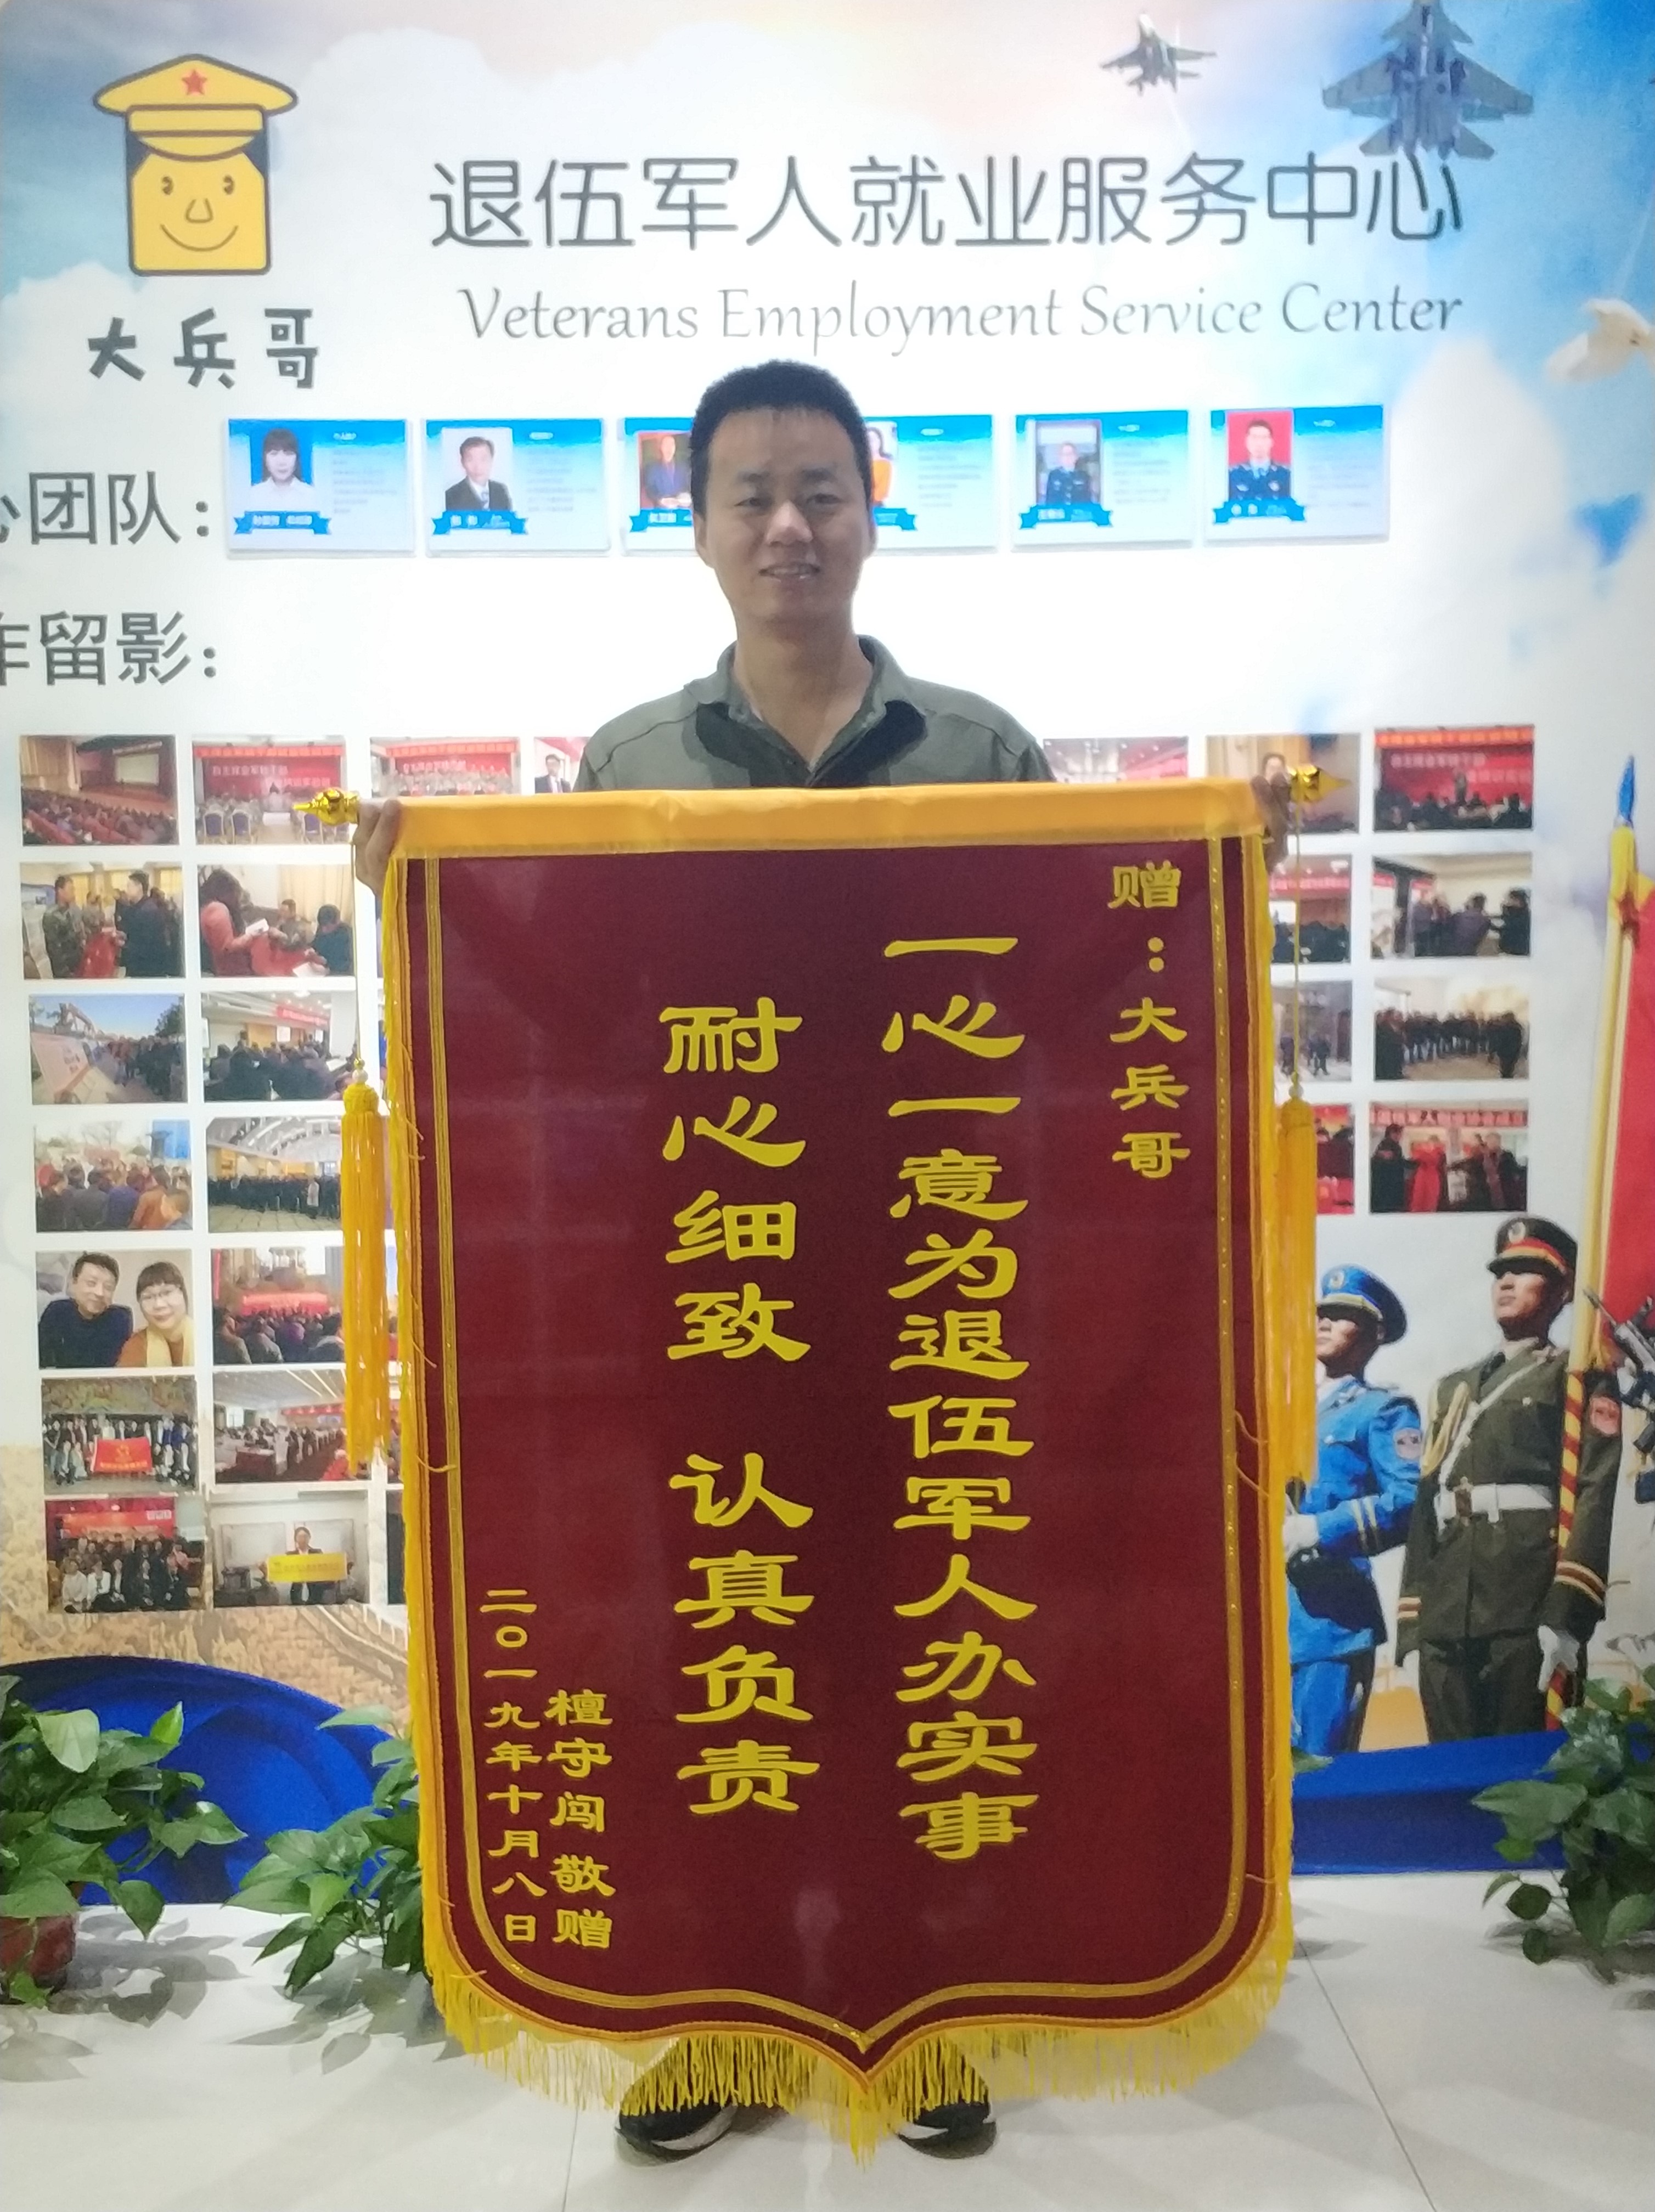 退伍军人就业服务中心
Veterans Employment Service Center
大兵哥
团队：
留影：
赠：大兵哥
一心一意为退伍军人办实事
耐心细致 认真负责
檀守闯敬赠
二〇一九年十月八日